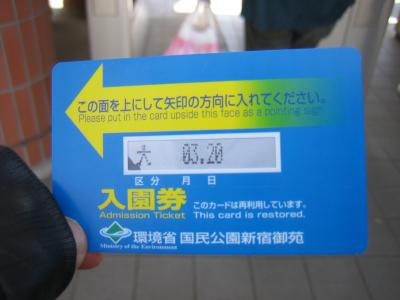 この面を上にして矢印の方向に入れてください。
Please put in the card upside this face as a pointing sign.
大 03.20
区分 月 日
入園券 このカードは再利用しています。
Admission Ticket This card is restored.
環境省 国民公園新宿御苑
Ministry of the Environment